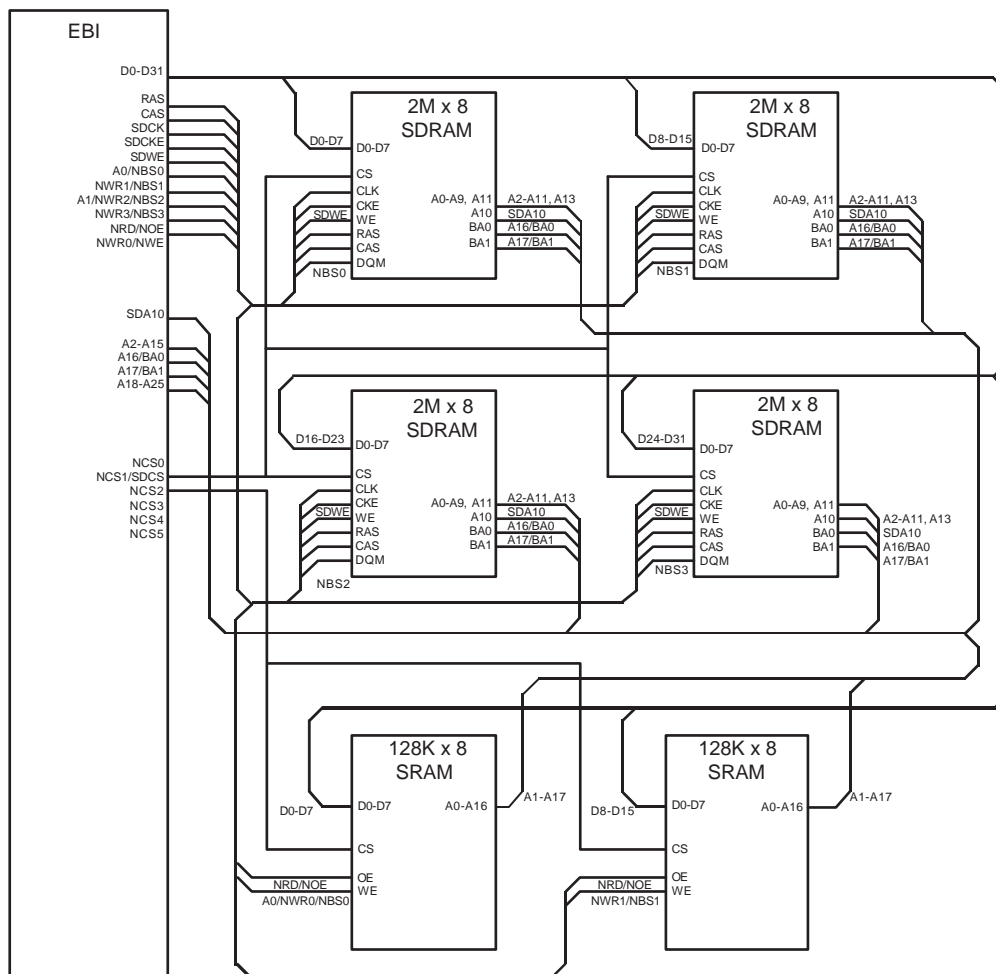 EBI
D0-D31
RAS
CAS
SDCK
SDCKE
SDWE
A0/NBS0
NWR1/NBS1
A1/NWR2/NBS2
NWR3/NBS3
NRD/NOE
NWR0/NWE
SDA10
A2-A15
A16/BA0
A17/BA1
A18-A25
NCS0
NCS1/SDCS
NCS2
NCS3
NCS4
NCS5
2M x 8
SDRAM
D0-D7
D0-D7
CS
CLK
CKE
SDWE
WE
RAS
CAS
DQM
NBS0
A0-A9, A11
A10
BA0
BA1
A2-A11, A13
SDA10
A16/BA0
A17/BA1
2M x 8
SDRAM
D8-D15
D0-D7
CS
CLK
CKE
SDWE
WE
RAS
CAS
DQM
NBS1
A0-A9, A11
A10
BA0
BA1
A2-A11, A13
SDA10
A16/BA0
A17/BA1
2M x 8
SDRAM
D16-D23
D0-D7
CS
CLK
CKE
SDWE
WE
RAS
CAS
DQM
NBS2
A0-A9, A11
A10
BA0
BA1
A2-A11, A13
SDA10
A16/BA0
A17/BA1
2M x 8
SDRAM
D24-D31
D0-D7
CS
CLK
CKE
SDWE
WE
RAS
CAS
DQM
NBS3
A0-A9, A11
A10
BA0
BA1
A2-A11, A13
SDA10
A16/BA0
A17/BA1
128K x 8
SRAM
D0-D7
D0-D7
A0-A16
A1-A17
CS
OE
NRD/NOE
WE
A0/NWR0/NBS0
128K x 8
SRAM
D8-D15
D0-D7
A0-A16
A1-A17
CS
OE
NRD/NOE
WE
NWR1/NBS1